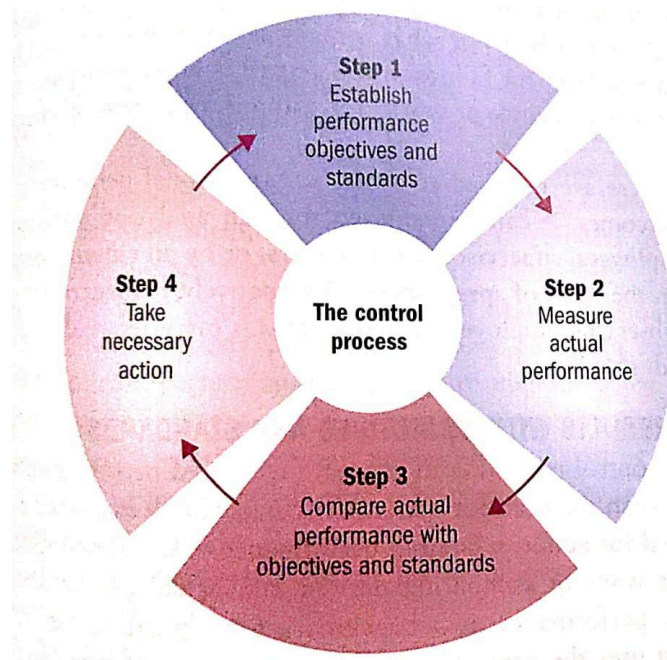 Step 1
Establish
performance
objectives and
standards
Step 2
Measure
actual
performance
Step 3
Compare actual
performance with
objectives and standards
Step 4
Take
necessary
action
The control
process